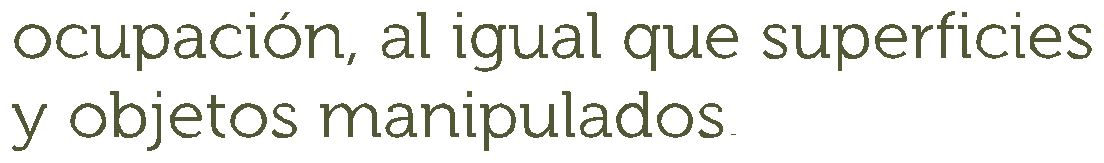 ocupación, al igual que superficies
y objetos manipulados.